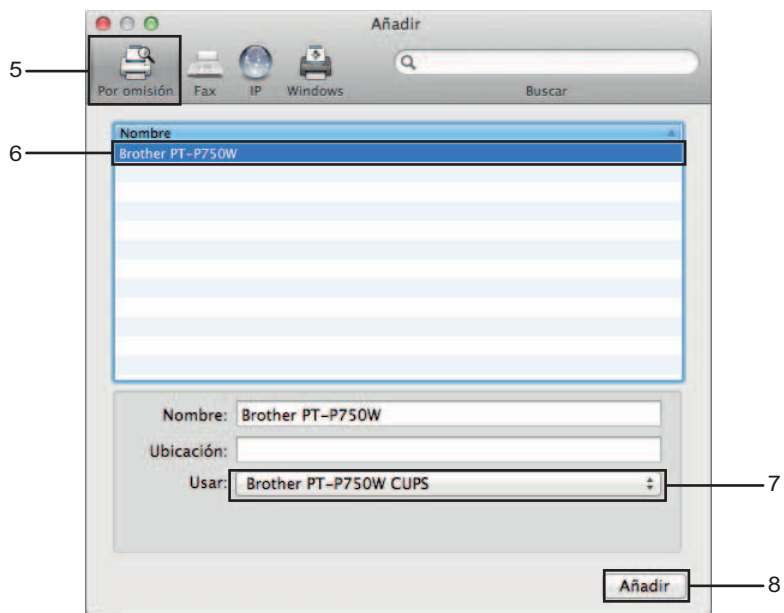 Añadir
5
Por omisión
Fax
IP
Windows
Buscar
Nombre
6
Brother PT-P750W
Nombre: Brother PT-P750W
Ubicación:
Usar: Brother PT-P750W CUPS
7
Añadir
8